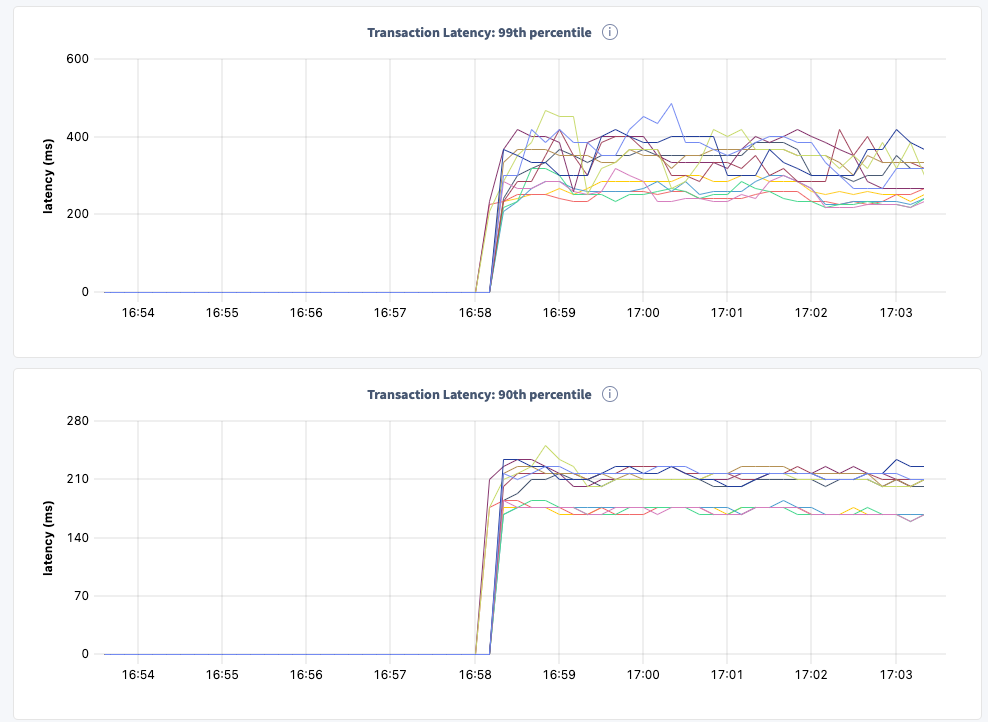 Transaction Latency: 99th percentile i
600
400
200
0
latency (ms)
16:54 16:55 16:56 16:57 16:58 16:59 17:00 17:01 17:02 17:03
Transaction Latency: 90th percentile i
280
210
140
70
0
latency (ms)
16:54 16:55 16:56 16:57 16:58 16:59 17:00 17:01 17:02 17:03